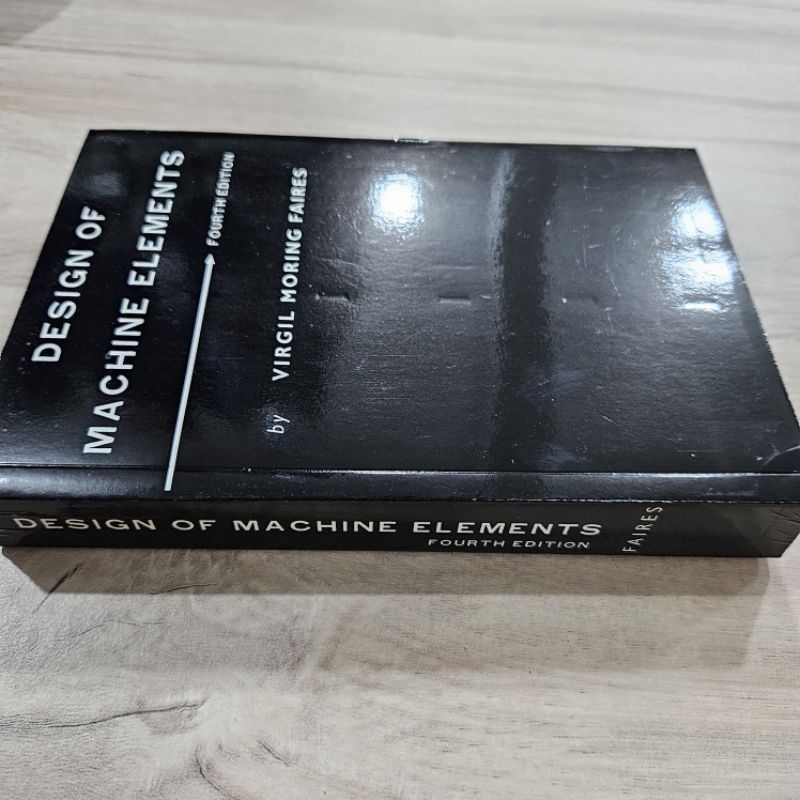 DESIGN OF
MACHINE ELEMENTS
FOURTH EDITION
by VIRGIL MORING FAIRES
DESIGN OF MACHINE ELEMENTS
FOURTH EDITION
FAIRES